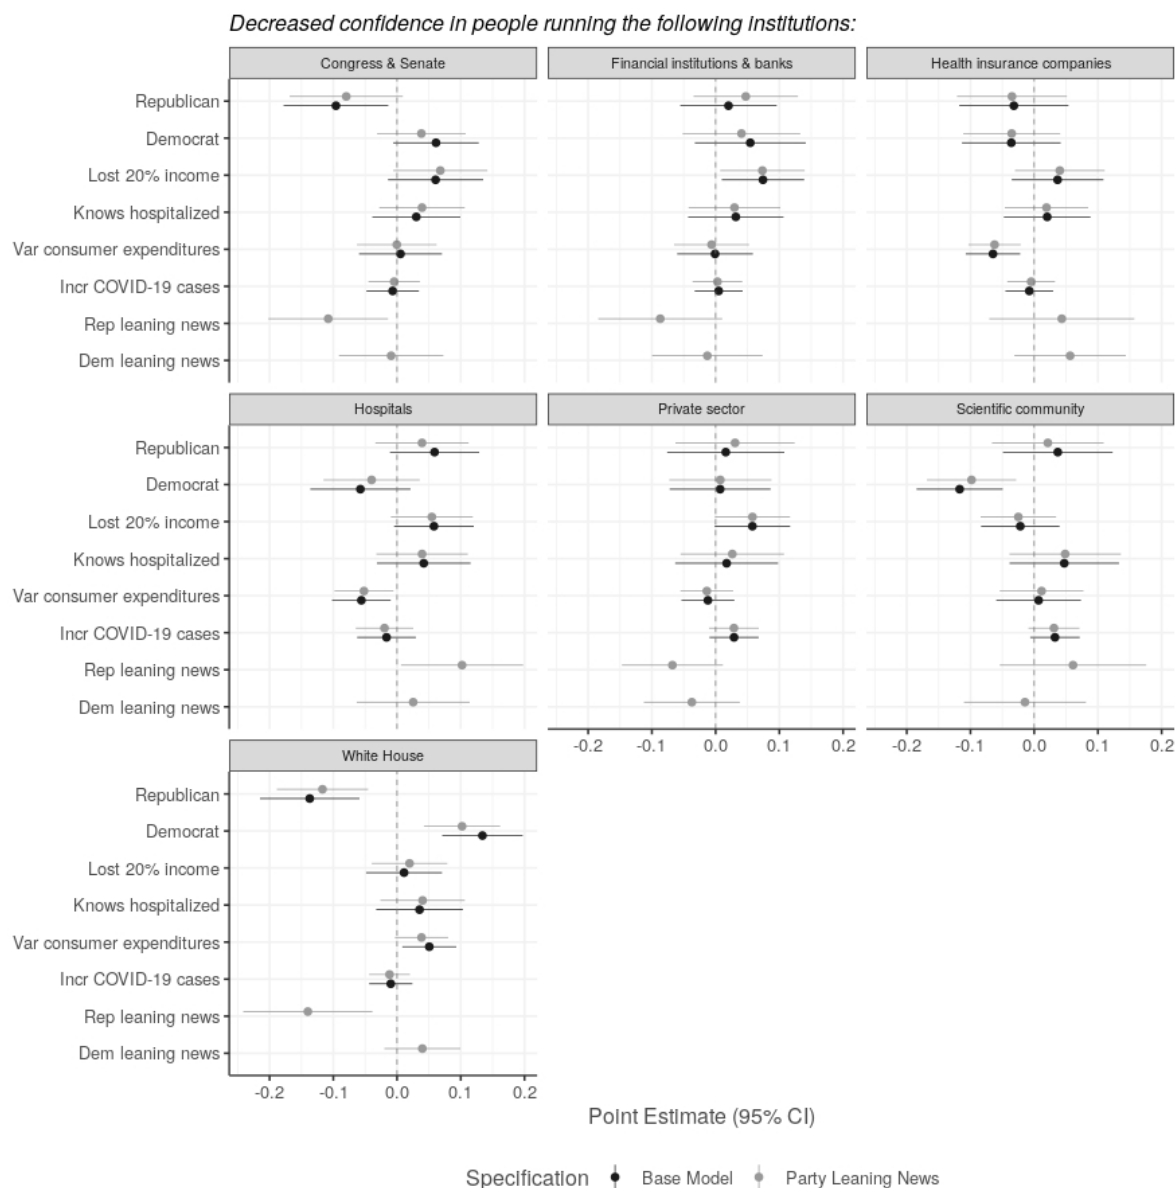 Decreased confidence in people running the following institutions:
Congress & Senate
Financial institutions & banks
Health insurance companies
Republican
Democrat
Lost 20% income
Knows hospitalized
Var consumer expenditures
Incr COVID-19 cases
Rep leaning news
Dem leaning news
Hospitals
Private sector
Scientific community
Republican
Democrat
Lost 20% income
Knows hospitalized
Var consumer expenditures
Incr COVID-19 cases
Rep leaning news
Dem leaning news
-0.2 -0.1 0.0 0.1 0.2
-0.2 -0.1 0.0 0.1 0.2
White House
Republican
Democrat
Lost 20% income
Knows hospitalized
Var consumer expenditures
Incr COVID-19 cases
Rep leaning news
Dem leaning news
-0.2 -0.1 0.0 0.1 0.2
Point Estimate (95% CI)
Specification Base Model Party Leaning News